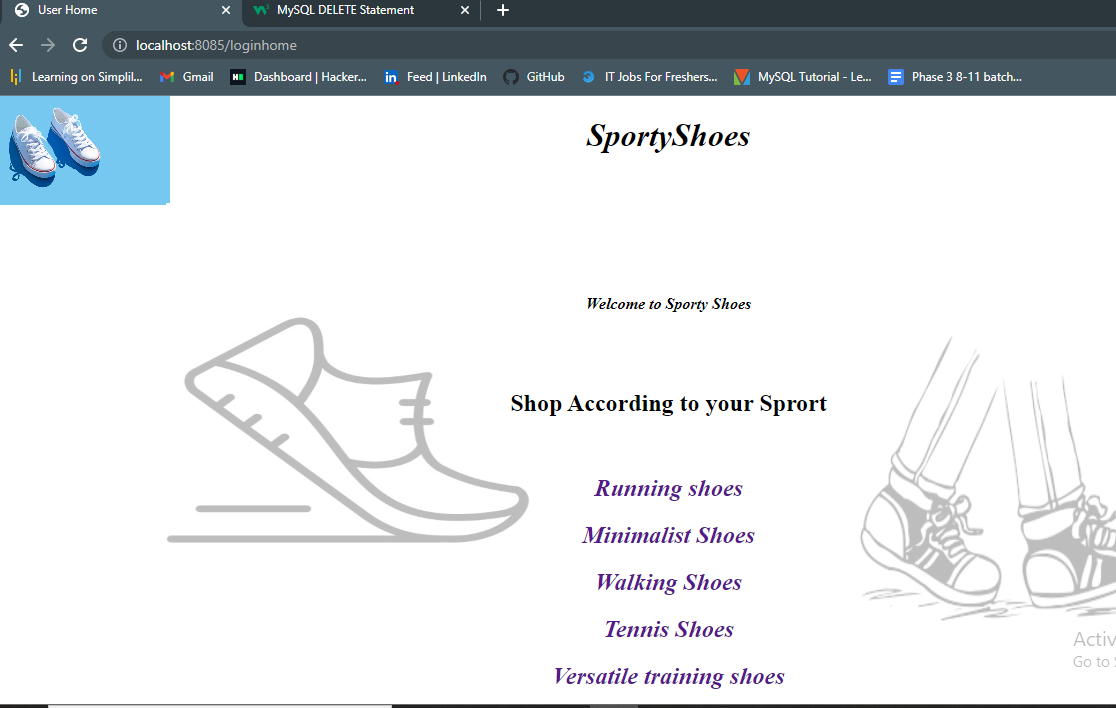 User Home
MySQL DELETE Statement
localhost:8085/loginhome
Learning on Simplil... Gmail Dashboard | Hacker... Feed | LinkedIn GitHub IT Jobs For Freshers... MySQL Tutorial - Le... Phase 3 8-11 batch...
SportyShoes
Welcome to Sporty Shoes
Shop According to your Sprort
Running shoes
Minimalist Shoes
Walking Shoes
Tennis Shoes
Versatile training shoes
Activ
Go to S